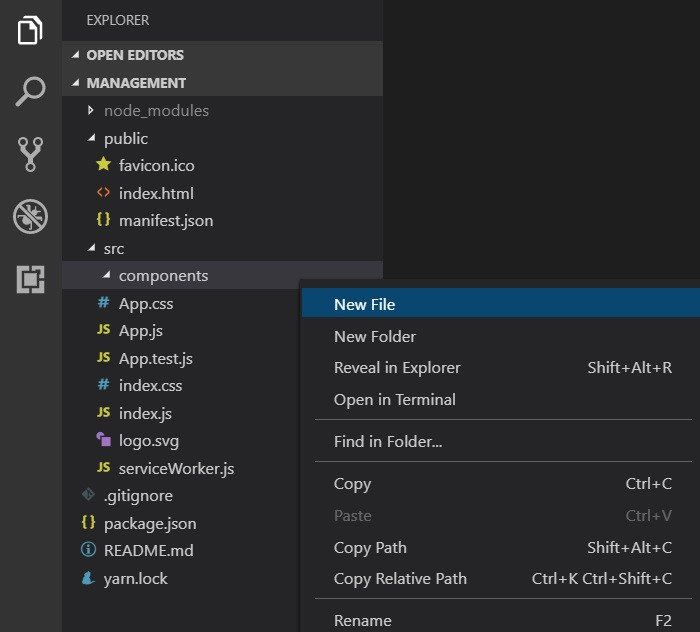 EXPLORER
OPEN EDITORS
MANAGEMENT
node_modules
public
favicon.ico
<> index.html
{} manifest.json
src
components
# App.css
JS App.js
JS App.test.js
# index.css
JS index.js
logo.svg
JS serviceWorker.js
.gitignore
{} package.json
README.md
yarn.lock
New File
New Folder
Reveal in Explorer Shift+Alt+R
Open in Terminal
Find in Folder...
Copy Ctrl+C
Paste Ctrl+V
Copy Path Shift+Alt+C
Copy Relative Path Ctrl+K Ctrl+Shift+C
Rename F2